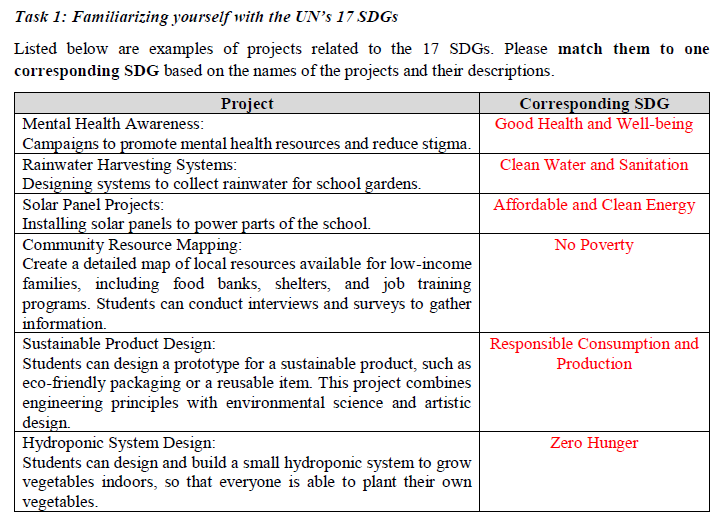 Task 1: Familiarizing yourself with the UN's 17 SDGs
Listed below are examples of projects related to the 17 SDGs. Please match them to one
corresponding SDG based on the names of the projects and their descriptions.
Project
Corresponding SDG
Mental Health Awareness:
Campaigns to promote mental health resources and reduce stigma.
Good Health and Well-being
Rainwater Harvesting Systems:
Designing systems to collect rainwater for school gardens.
Clean Water and Sanitation
Solar Panel Projects:
Installing solar panels to power parts of the school.
Affordable and Clean Energy
Community Resource Mapping:
Create a detailed map of local resources available for low-income
families, including food banks, shelters, and job training
programs. Students can conduct interviews and surveys to gather
information.
No Poverty
Sustainable Product Design:
Students can design a prototype for a sustainable product, such as
eco-friendly packaging or a reusable item. This project combines
engineering principles with environmental science and artistic
design.
Responsible Consumption and
Production
Hydroponic System Design:
Students can design and build a small hydroponic system to grow
vegetables indoors, so that everyone is able to plant their own
vegetables.
Zero Hunger